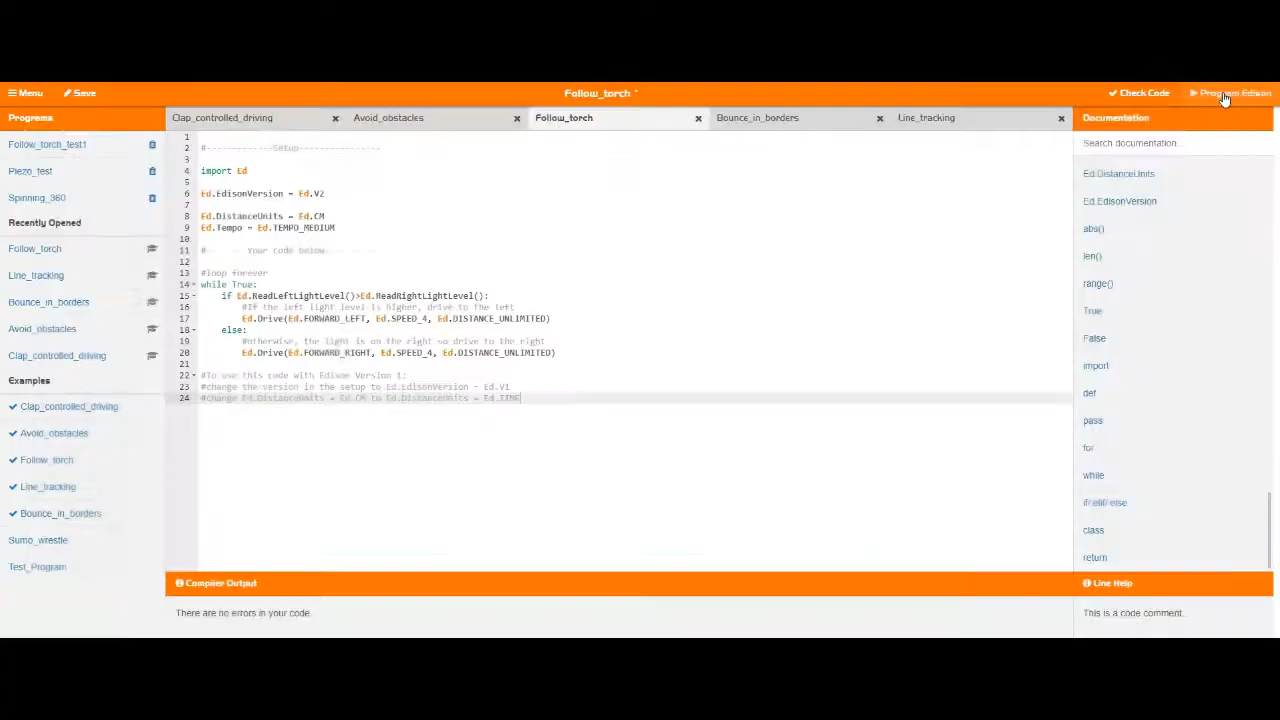 Menu Save Follow_torch * Check Code Program Edison
Programs Clap_controlled_driving Avoid_obstacles Follow_torch Bounce_in_borders Line_tracking Documentation
Follow_torch_test1
Piezo_test
Spinning_360
Recently Opened
Follow_torch
Line_tracking
Bounce_in_borders
Avoid_obstacles
Clap_controlled_driving
Examples
Clap_controlled_driving
Avoid_obstacles
Follow_torch
Line_tracking
Bounce_in_borders
Sumo_wrestle
Test_Program
1
2 #-------------Setup----------------
3
4 import Ed
5
6 Ed.EdisonVersion = Ed.V2
7
8 Ed.DistanceUnits = Ed.CM
9 Ed.Tempo = Ed.TEMPO_MEDIUM
10
11 #--------Your code below-----------
12
13 #loop forever
14 while True:
15 if Ed.ReadLeftLightLevel()>Ed.ReadRightLightLevel():
16 #If the left light level is higher, drive to the left
17 Ed.Drive(Ed.FORWARD_LEFT, Ed.SPEED_4, Ed.DISTANCE_UNLIMITED)
18 else:
19 #otherwise, the light is on the right so drive to the right
20 Ed.Drive(Ed.FORWARD_RIGHT, Ed.SPEED_4, Ed.DISTANCE_UNLIMITED)
21
22 #To use this code with Edison Version 1:
23 #change the version in the setup to Ed.EdisonVersion = Ed.V1
24 #change Ed.DistanceUnits = Ed.CM to Ed.DistanceUnits = Ed.TIME
Search documentation...
Ed.DistanceUnits
Ed.EdisonVersion
abs()
len()
range()
True
False
import
def
pass
for
while
if/ elif/ else
class
return
Compiler Output
There are no errors in your code.
Line Help
This is a code comment.